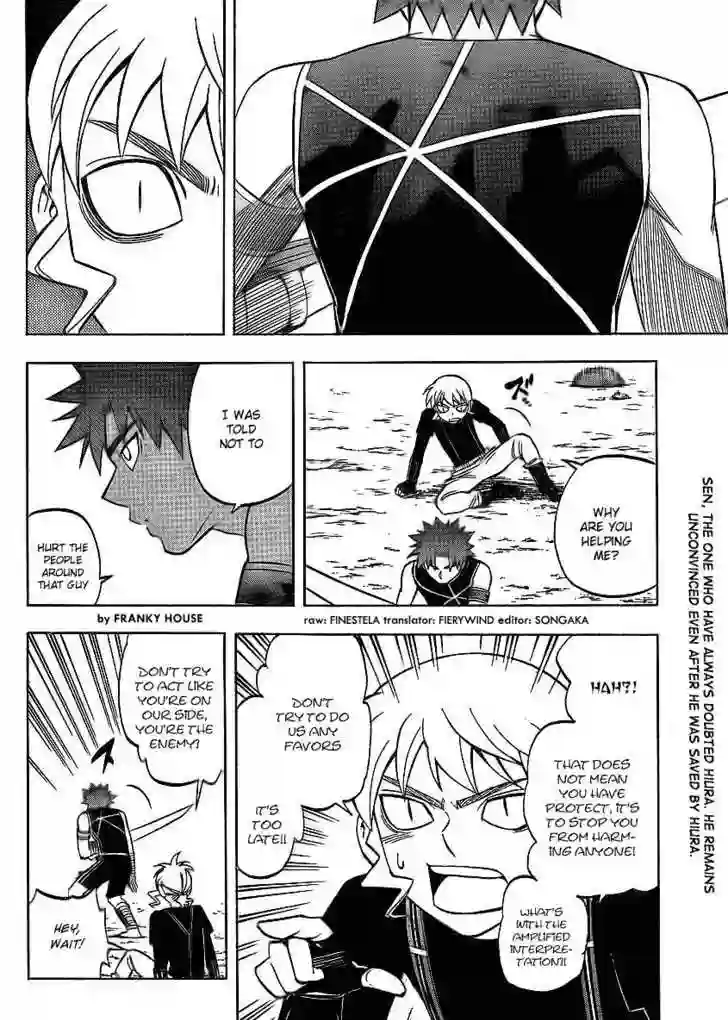 WHY
ARE YOU
HELPING
ME?
I WAS
TOLD
NOT TO
HURT THE
PEOPLE
AROUND
THAT GUY
by FRANKY HOUSE
raw: FINESTELA translator: FIERYWIND editor: SONGAKA
SEN, THE ONE WHO HAVE ALWAYS DOUBTED HIURA. HE REMAINS
UNCONVINCED EVEN AFTER HE WAS SAVED BY HIURA.
HAH?!
THAT DOES
NOT MEAN
YOU HAVE
PROTECT, IT'S
TO STOP YOU
FROM HARM-
ING ANYONE!
WHAT'S
WITH THE
AMPLIFIED
INTERPRE-
TATION!!
DON'T
TRY TO DO
US ANY
FAVORS
IT'S
TOO
LATE!!
DON'T TRY
TO ACT LIKE
YOU'RE ON
OUR SIDE,
YOU'RE THE
ENEMY!
HEY,
WAIT!